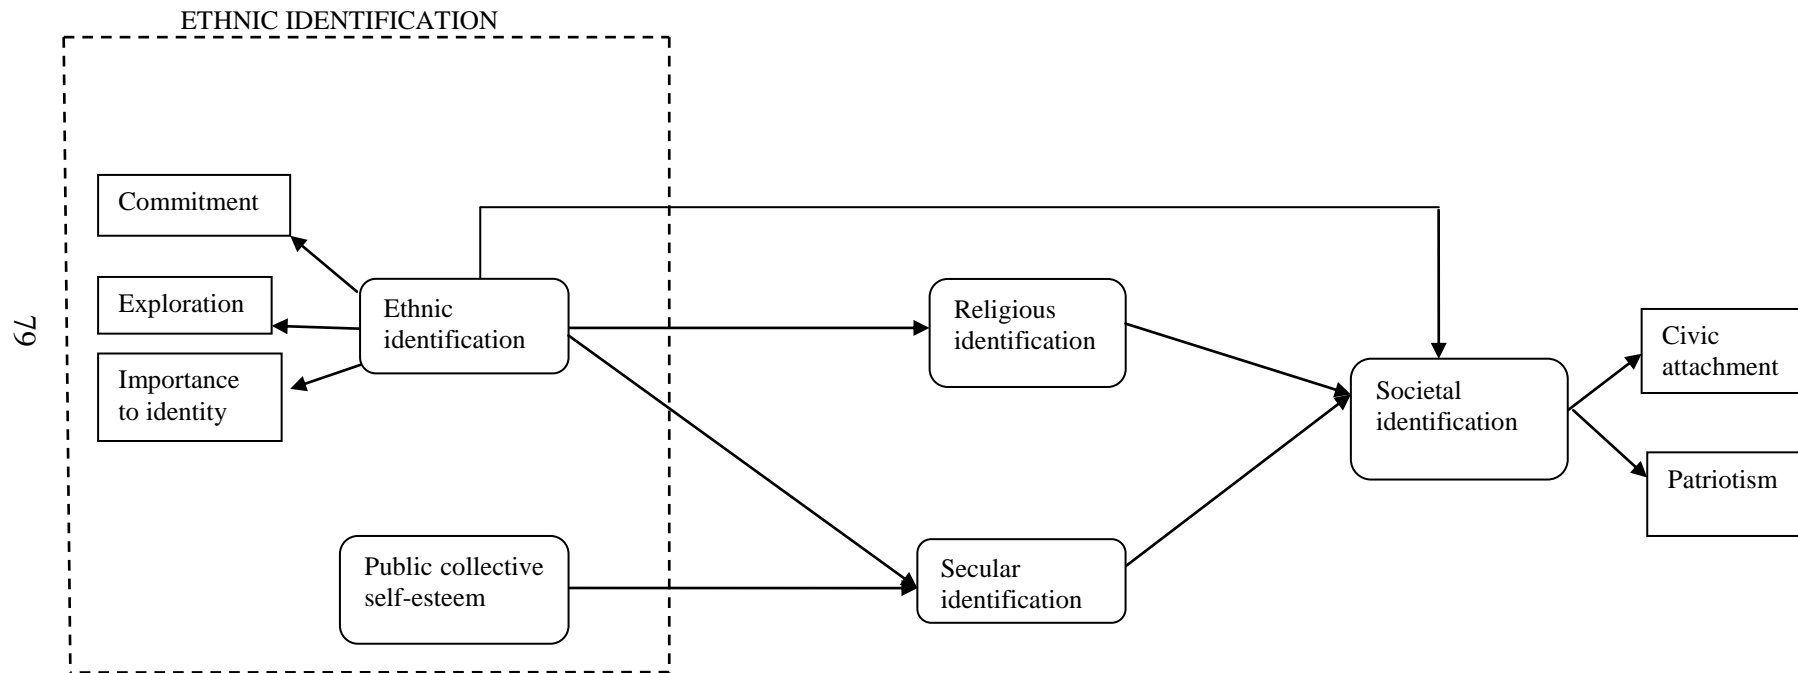 ETHNIC IDENTIFICATION
Commitment
Exploration
Importance
to identity
Ethnic
identification
Public collective
self-esteem
Religious
identification
Secular
identification
Societal
identification
Civic
attachment
Patriotism
79